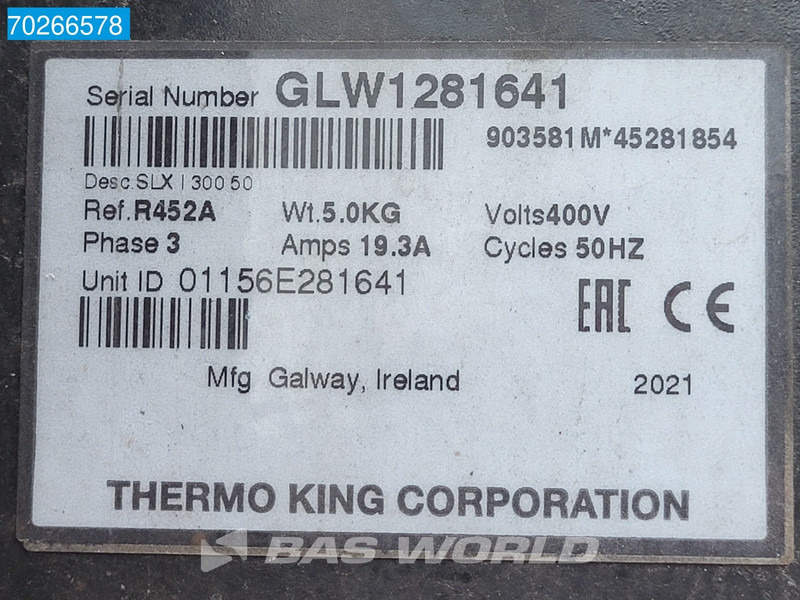 70266578
Serial Number GLW1281641
903581M*45281854
Desc.SLX I 300 50
Ref.R452A Wt.5.0KG Volts400V
Phase 3 Amps 19.3A Cycles 50HZ
Unit ID 01156E281641
EAC CE
Mfg Galway, Ireland 2021
THERMO KING CORPORATION
BAS WORLD